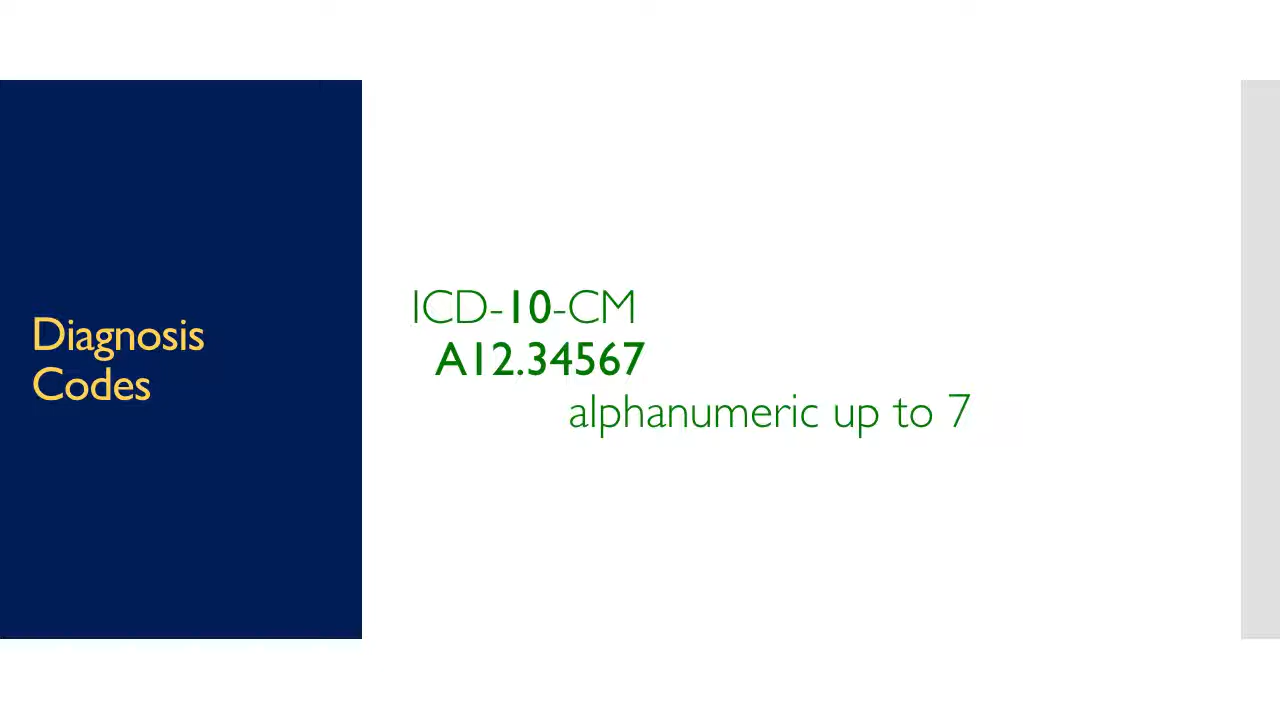 Diagnosis
Codes
ICD-10-CM
A12.34567
alphanumeric up to 7